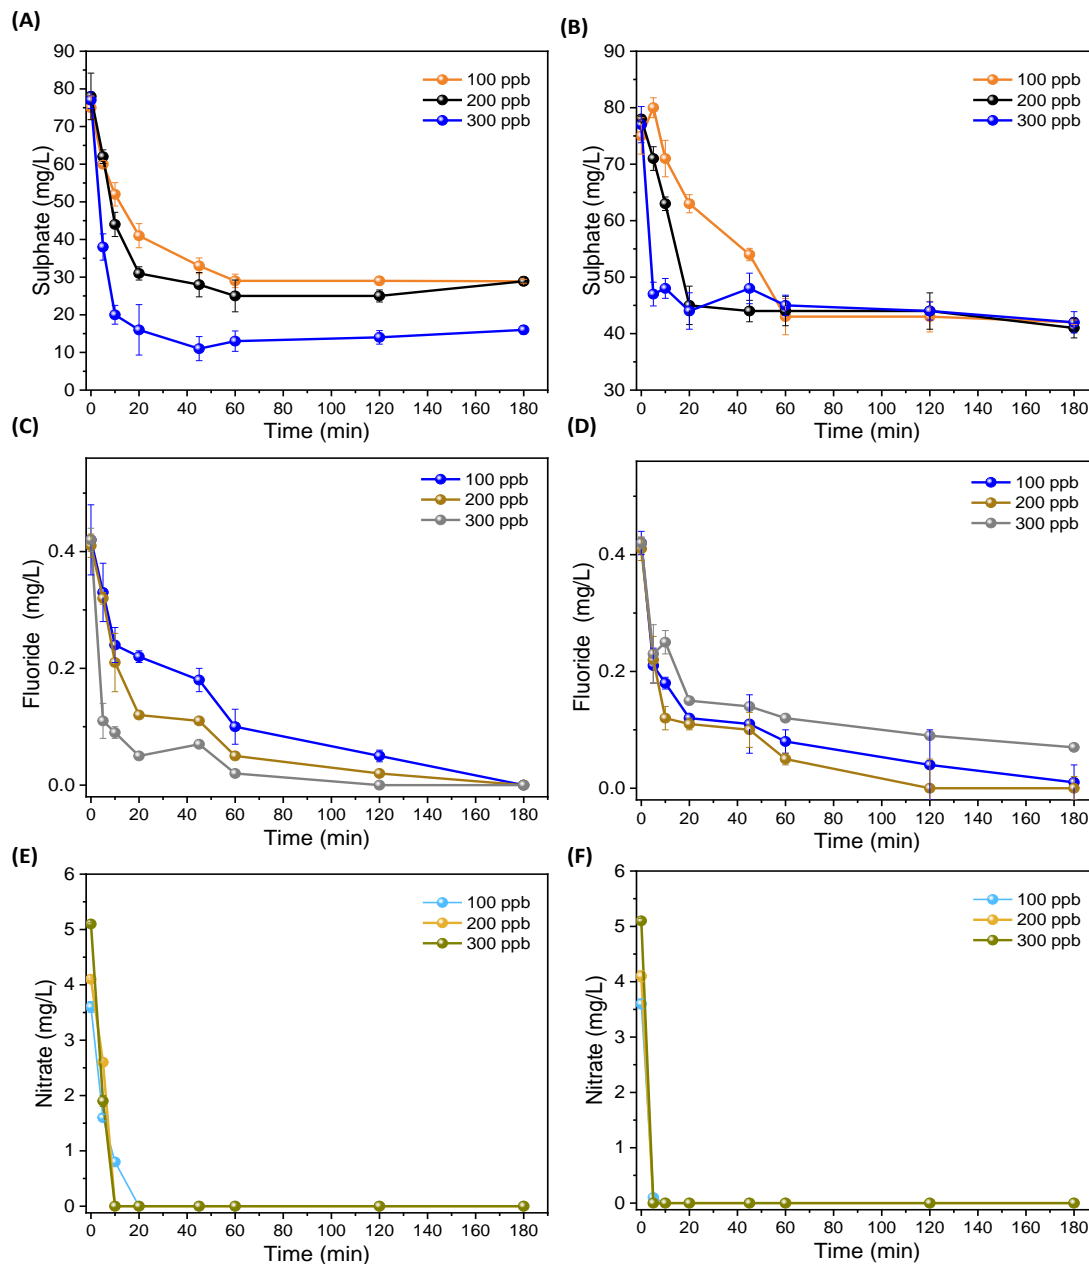 (A)
90
80
70
60
50
40
30
20
10
0
Sulphate (mg/L)
100 ppb
200 ppb
300 ppb
0 20 40 60 80 100 120 140 160 180
Time (min)
(B)
90
80
70
60
50
40
30
Sulphate (mg/L)
100 ppb
200 ppb
300 ppb
0 20 40 60 80 100 120 140 160 180
Time (min)
(C)
0.4
0.2
0.0
Fluoride (mg/L)
100 ppb
200 ppb
300 ppb
0 20 40 60 80 100 120 140 160 180
Time (min)
(D)
0.4
0.2
0.0
Fluoride (mg/L)
100 ppb
200 ppb
300 ppb
0 20 40 60 80 100 120 140 160 180
Time (min)
(E)
6
5
4
3
2
1
0
Nitrate (mg/L)
100 ppb
200 ppb
300 ppb
0 20 40 60 80 100 120 140 160 180
Time (min)
(F)
6
5
4
3
2
1
0
Nitrate (mg/L)
100 ppb
200 ppb
300 ppb
0 20 40 60 80 100 120 140 160 180
Time (min)